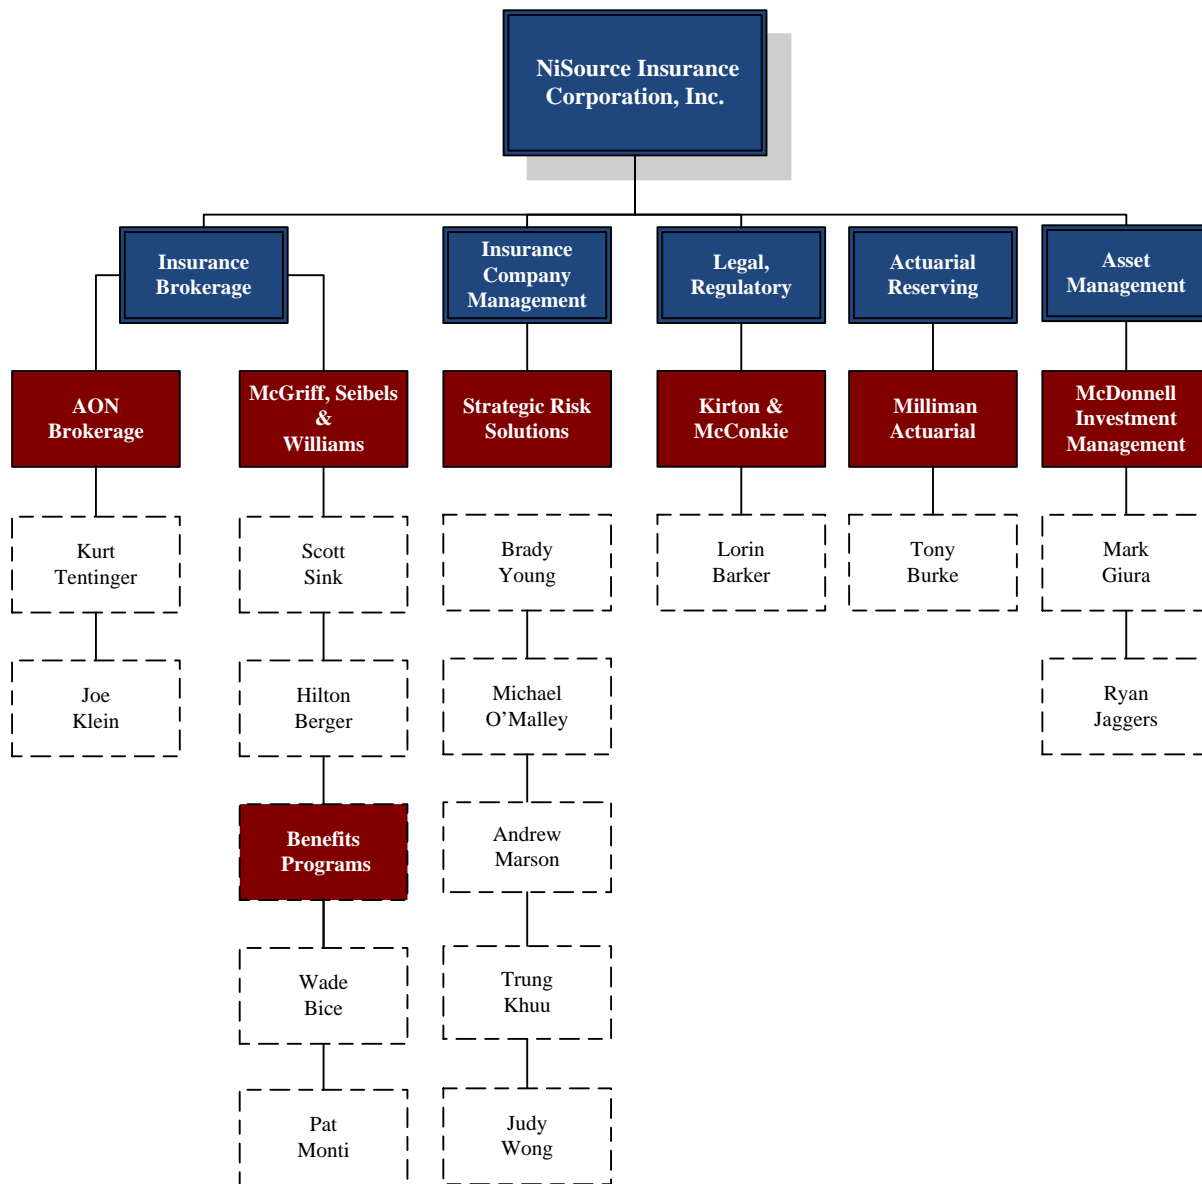 NiSource Insurance
Corporation, Inc.
Insurance
Brokerage
Insurance
Company
Management
Legal,
Regulatory
Actuarial
Reserving
Asset
Management
AON
Brokerage
McGriff, Seibels
&
Williams
Strategic Risk
Solutions
Kirton &
McConkie
Milliman
Actuarial
McDonnell
Investment
Management
Kurt
Tentinger
Scott
Sink
Brady
Young
Lorin
Barker
Tony
Burke
Mark
Giura
Joe
Klein
Hilton
Berger
Michael
O’Malley
Ryan
Jaggers
Benefits
Programs
Andrew
Marson
Wade
Bice
Trung
Khuu
Pat
Monti
Judy
Wong